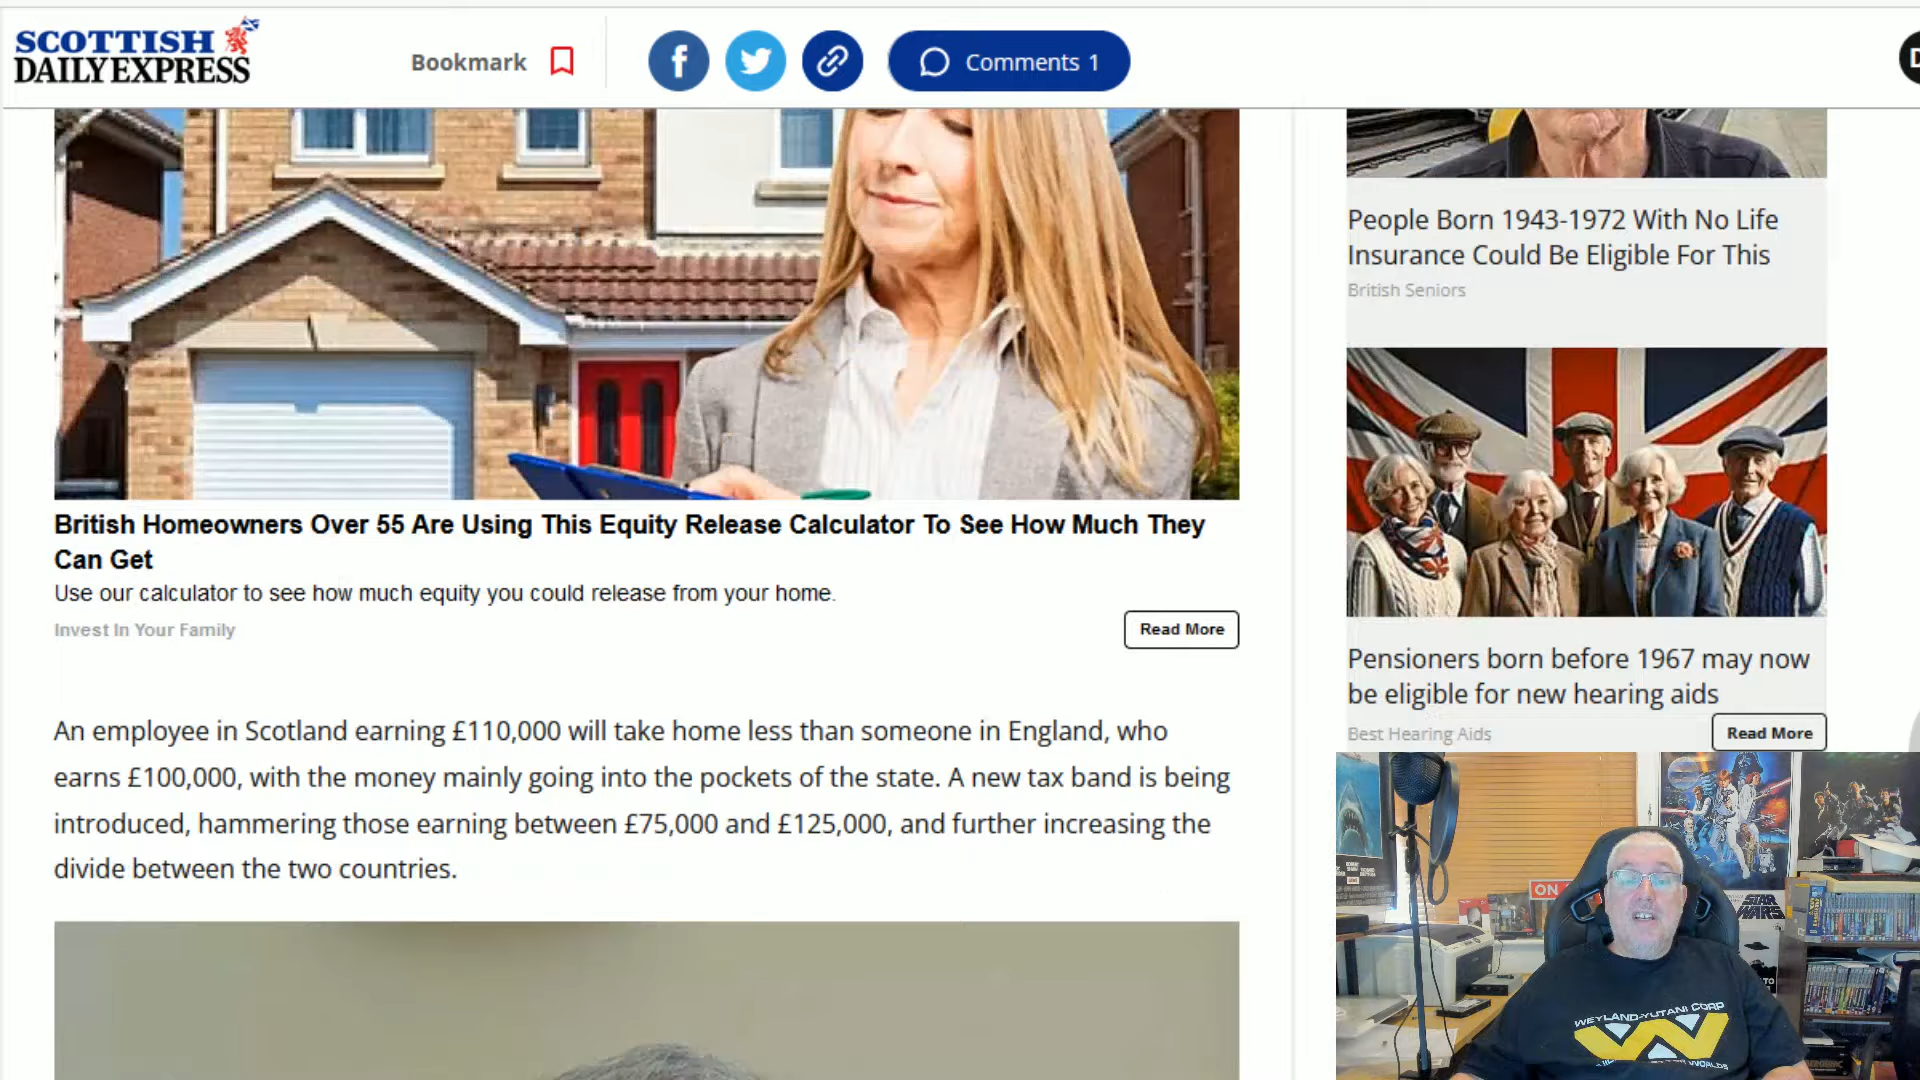 SCOTTISH
DAILY EXPRESS
Bookmark
Comments 1
British Homeowners Over 55 Are Using This Equity Release Calculator To See How Much They
Can Get
Use our calculator to see how much equity you could release from your home.
Invest In Your Family
Read More
An employee in Scotland earning £110,000 will take home less than someone in England, who
earns £100,000, with the money mainly going into the pockets of the state. A new tax band is being
introduced, hammering those earning between £75,000 and £125,000, and further increasing the
divide between the two countries.
People Born 1943-1972 With No Life
Insurance Could Be Eligible For This
British Seniors
Pensioners born before 1967 may now
be eligible for new hearing aids
Best Hearing Aids
Read More
ON
STAR
WARS
WEYLAND-YUTANI CORP